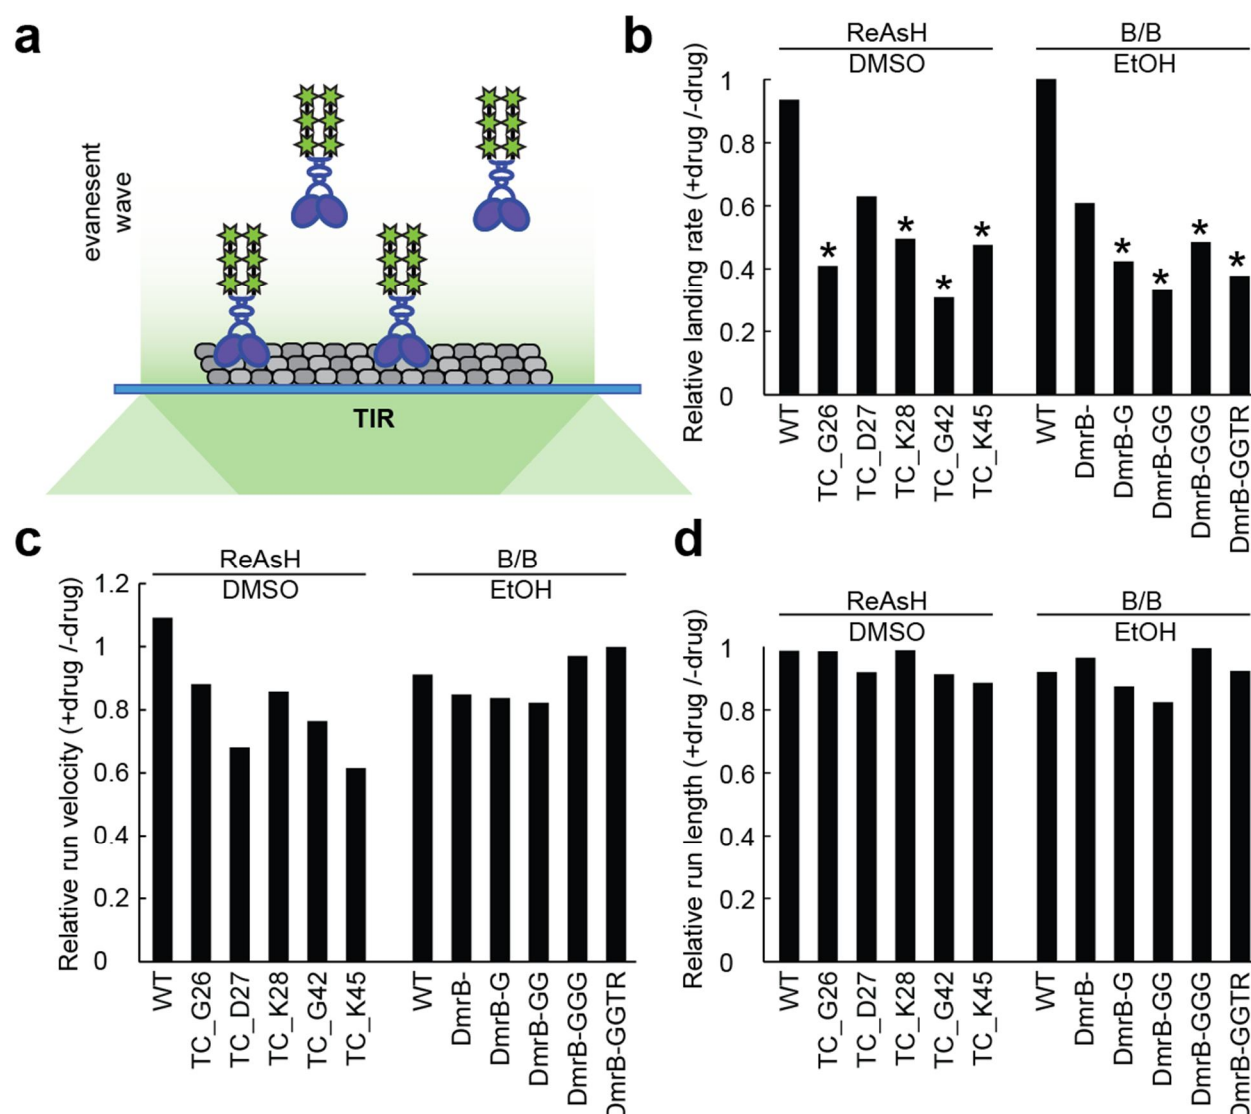 a
evanesent
wave
TIR
b
Relative landing rate (+drug /-drug)
ReAsH
DMSO
B/B
EtOH
1
0.8
0.6
0.4
0.2
0
*
*
*
*
*
*
*
*
WT
TC_G26
TC_D27
TC_K28
TC_G42
TC_K45
WT
DmrB-
DmrB-G
DmrB-GG
DmrB-GGG
DmrB-GGTR
c
Relative run velocity (+drug /-drug)
ReAsH
DMSO
B/B
EtOH
1.2
1
0.8
0.6
0.4
0.2
0
WT
TC_G26
TC_D27
TC_K28
TC_G42
TC_K45
WT
DmrB-
DmrB-G
DmrB-GG
DmrB-GGG
DmrB-GGTR
d
Relative run length (+drug /-drug)
ReAsH
DMSO
B/B
EtOH
1
0.8
0.6
0.4
0.2
0
WT
TC_G26
TC_D27
TC_K28
TC_G42
TC_K45
WT
DmrB-
DmrB-G
DmrB-GG
DmrB-GGG
DmrB-GGTR